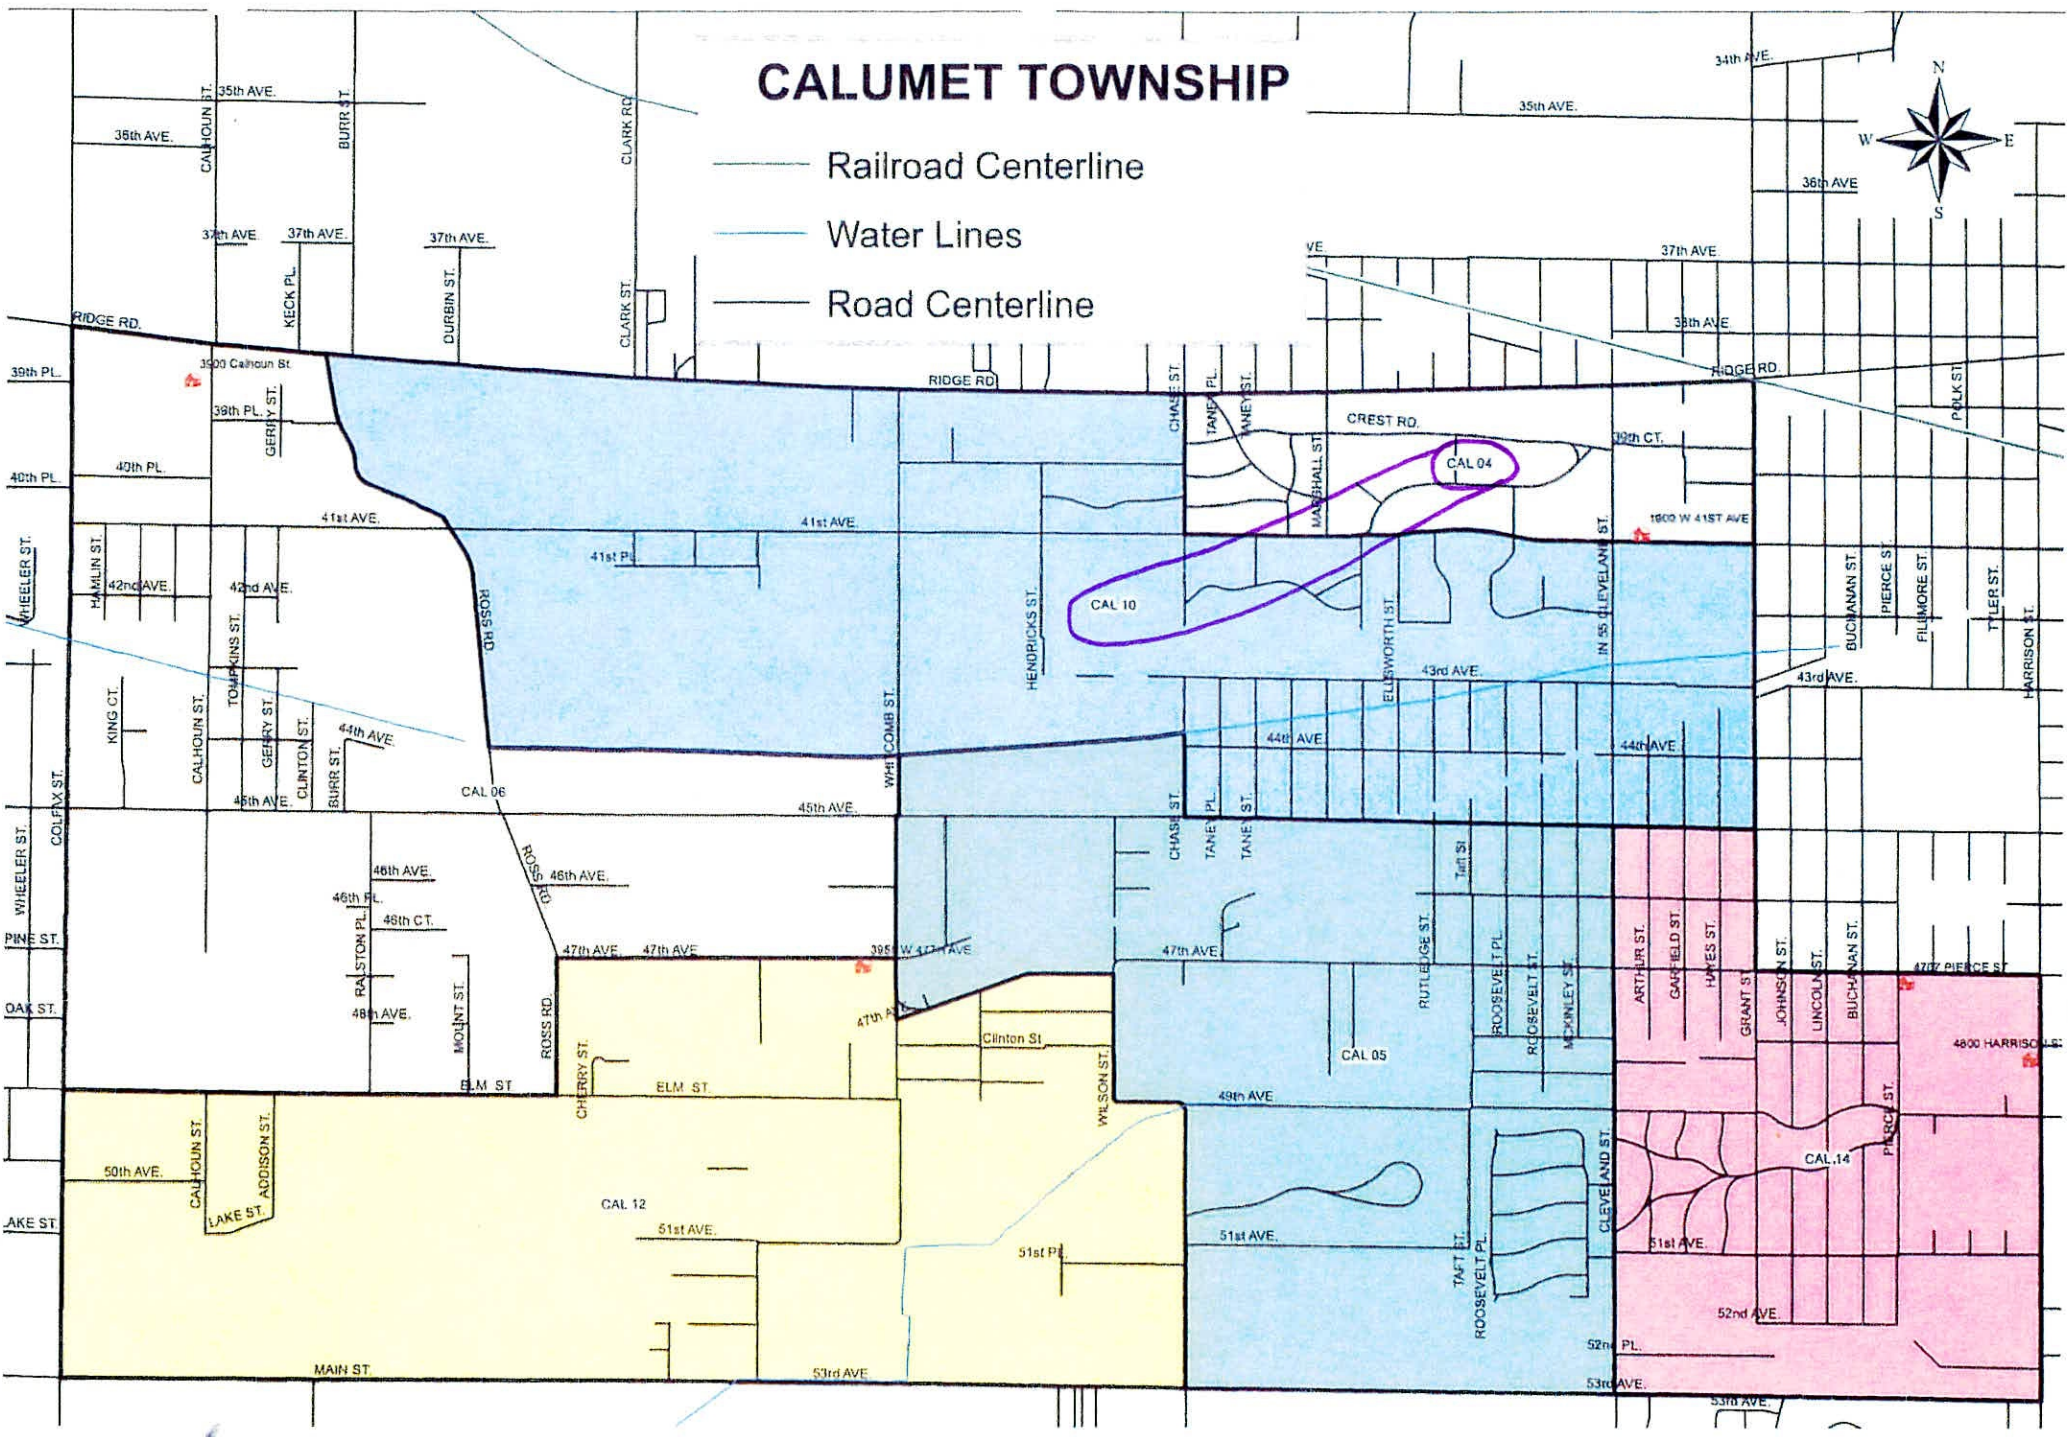 CALUMET TOWNSHIP
Railroad Centerline
Water Lines
Road Centerline
N
W
E
S
34th AVE.
35th AVE.
35th AVE.
36th AVE.
36th AVE
CALHOUN ST.
BURR ST.
CLARK RD.
37th AVE.
37th AVE.
37th AVE.
VE.
37th AVE.
KECK PL.
DURBIN ST.
CLARK ST.
38th AVE.
RIDGE RD.
RIDGE RD.
RIDGE RD.
39th PL.
3900 Calhoun St.
GERRY ST.
39th PL.
CHASE ST.
TANEY PL.
TANEY ST.
MARSHALL ST.
CREST RD.
39th CT.
POLK ST.
40th PL.
40th PL.
CAL 04
41st AVE.
41st AVE.
1800 W 41ST AVE
41st PL.
WHEELER ST.
HAMLIN ST.
42nd AVE.
42nd AVE.
TOMPKINS ST.
ROSS RD.
HENDRICKS ST.
CAL 10
ELLSWORTH ST.
IN 55 CLEVELAND ST.
BUCHANAN ST.
PIERCE ST.
FILLMORE ST.
TYLER ST.
HARRISON ST.
43rd AVE.
43rd AVE.
KING CT.
CALHOUN ST.
GERRY ST.
CLINTON ST.
BURR ST.
44th AVE.
44th AVE.
44th AVE.
WHITCOMB ST.
COLFAX ST.
CAL 06
45th AVE.
45th AVE.
CHASE ST.
TANEY PL.
TANEY ST.
WHEELER ST.
Taft St
ROSS RD.
46th AVE.
46th AVE.
46th PL.
46th CT.
RALSTON PL.
PINE ST.
47th AVE.
47th AVE.
47th AVE.
RUTLEDGE ST.
ROOSEVELT PL.
ROOSEVELT ST.
MCKINLEY ST.
ARTHUR ST.
GARFIELD ST.
HAYES ST.
GRANT ST.
JOHNSON ST.
LINCOLN ST.
BUCHANAN ST.
4707 PIERCE ST
OAK ST.
48th AVE.
MOUNT ST.
ROSS RD.
Clinton St
CAL 05
4800 HARRISON S
CHERRY ST.
WILSON ST.
ELM ST.
ELM ST.
49th AVE.
PIERCE ST.
CALHOUN ST.
ADDISON ST.
50th AVE.
CLEVELAND ST.
CAL 14
LAKE ST.
AKE ST.
CAL 12
51st AVE.
51st PL.
51st AVE.
51st AVE.
TAFT ST.
ROOSEVELT PL.
52nd AVE.
52nd PL.
MAIN ST.
53rd AVE.
53rd AVE.
53rd AVE.